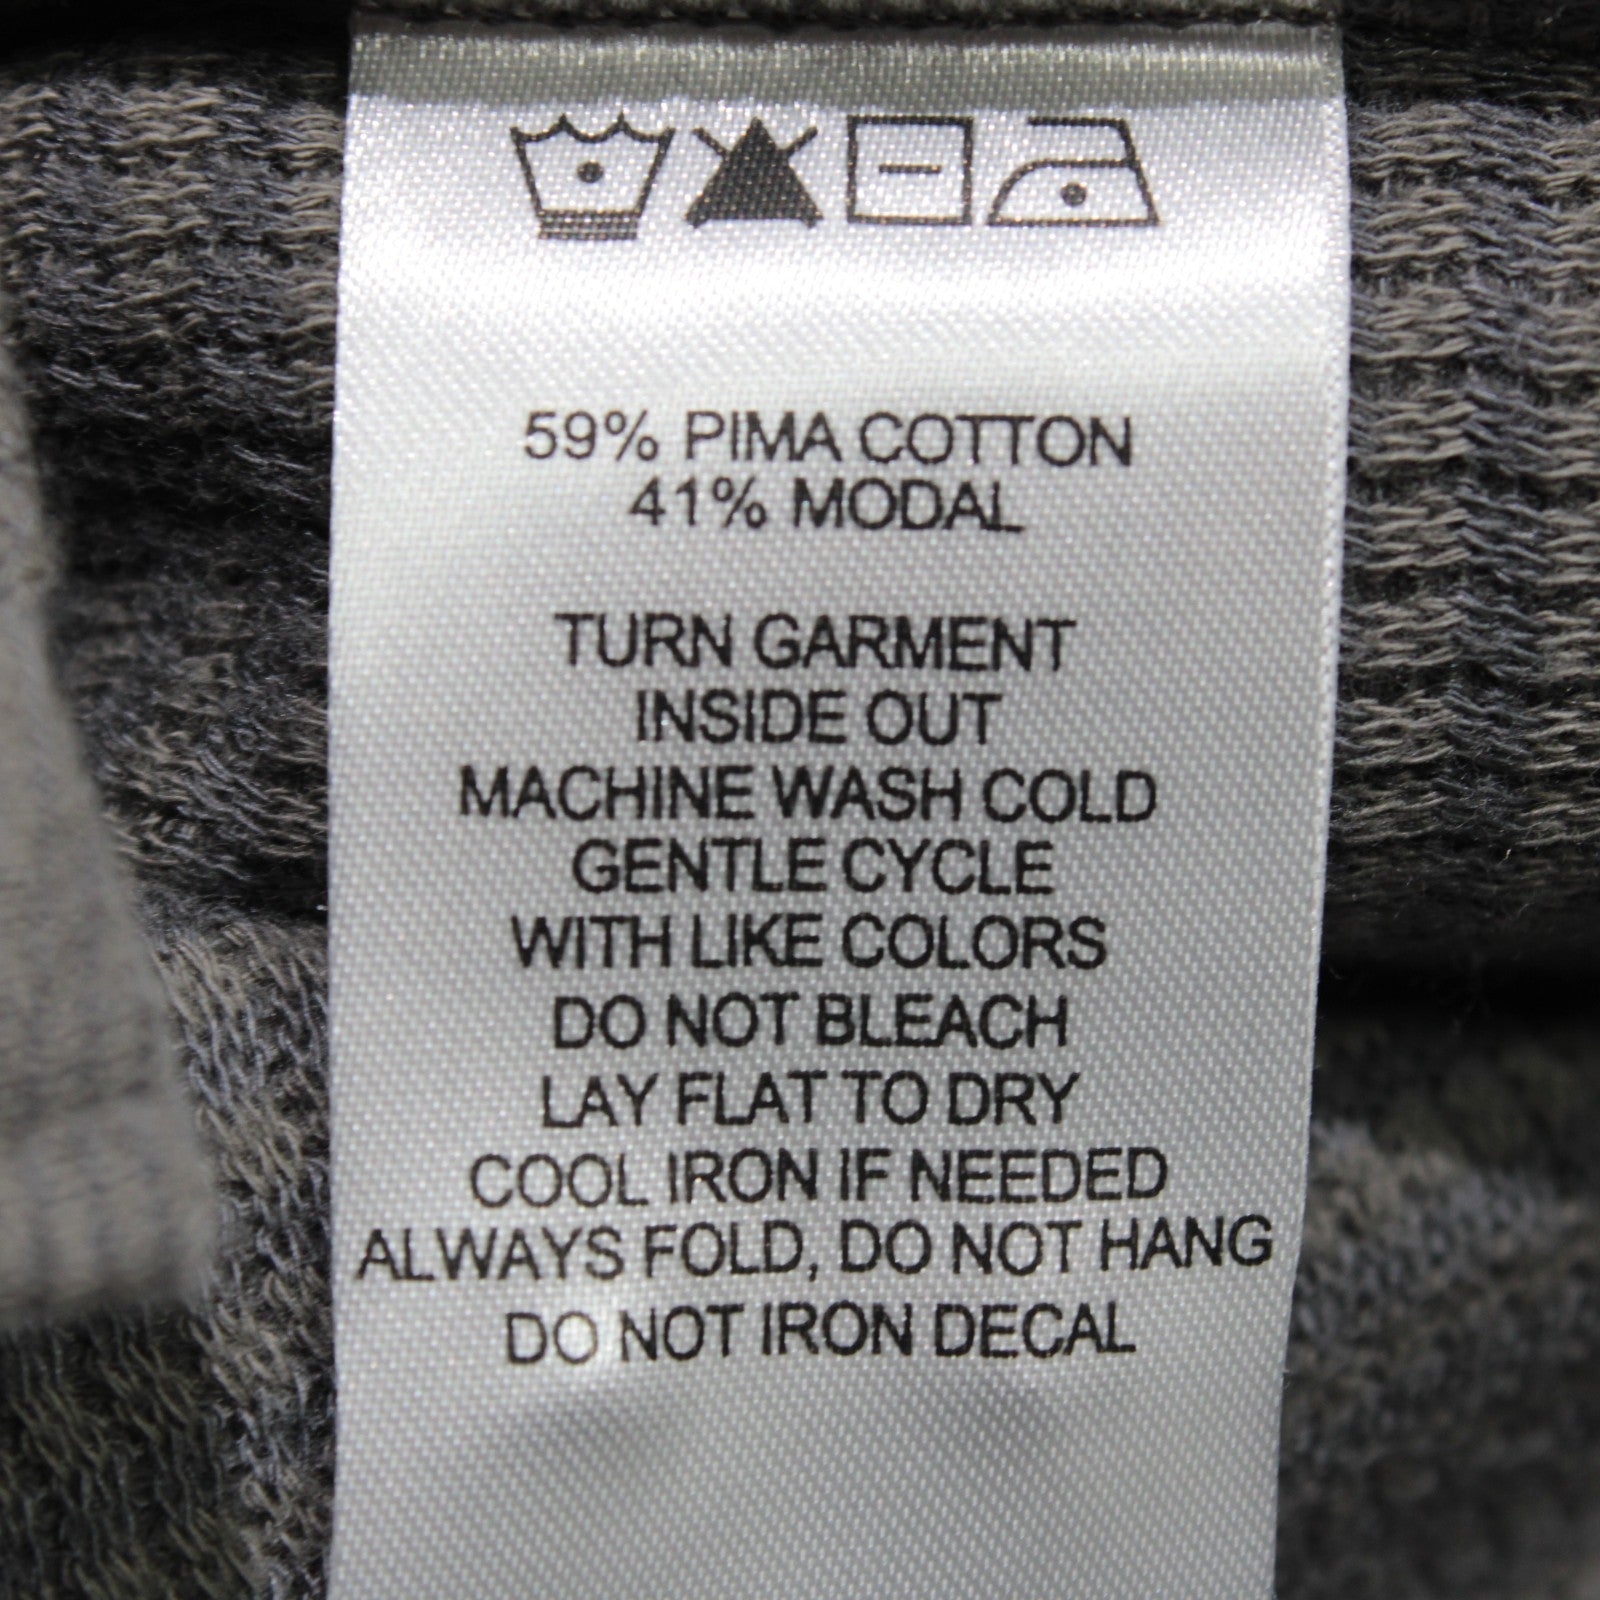 59% PIMA COTTON
41% MODAL
TURN GARMENT
INSIDE OUT
MACHINE WASH COLD
GENTLE CYCLE
WITH LIKE COLORS
DO NOT BLEACH
LAY FLAT TO DRY
COOL IRON IF NEEDED
ALWAYS FOLD, DO NOT HANG
DO NOT IRON DECAL